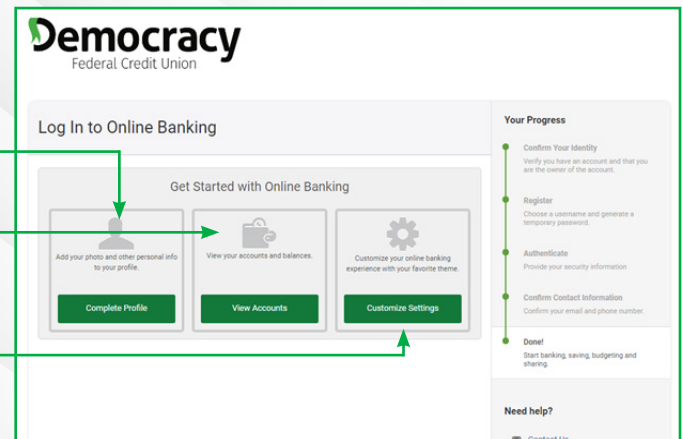 Democracy
Federal Credit Union
Log In to Online Banking
Get Started with Online Banking
Add your photo and other personal info
to your profile.
Complete Profile
View your accounts and balances.
View Accounts
Customize your online banking
experience with your favorite theme.
Customize Settings
Your Progress
Confirm Your Identity
Verify you have an account and that you
are the owner of the account.
Register
Choose a username and generate a
temporary password.
Authenticate
Provide your security information
Confirm Contact Information
Confirm your email and phone number.
Done!
Start banking, saving, budgeting and
sharing.
Need help?
Contact Us